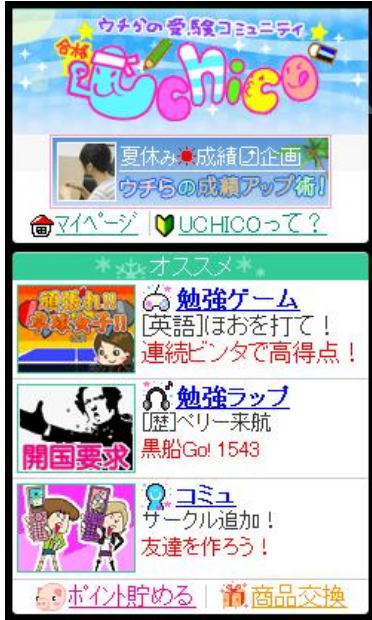 ウチらの受験コミュニティ
合格
Uchico
夏休み☀成績UP企画
ウチらの成績アップ術!
マイページ | UCHICOって?
オススメ
頑張れ!!
卓球女子!!
勉強ゲーム
[英語]ほおを打て!
連続ビンタで高得点!
開国要求
勉強ラップ
[歴]ペリー来航
黒船Go! 1543
コミュ
サークル追加!
友達を作ろう!
ポイント貯める | 商品交換